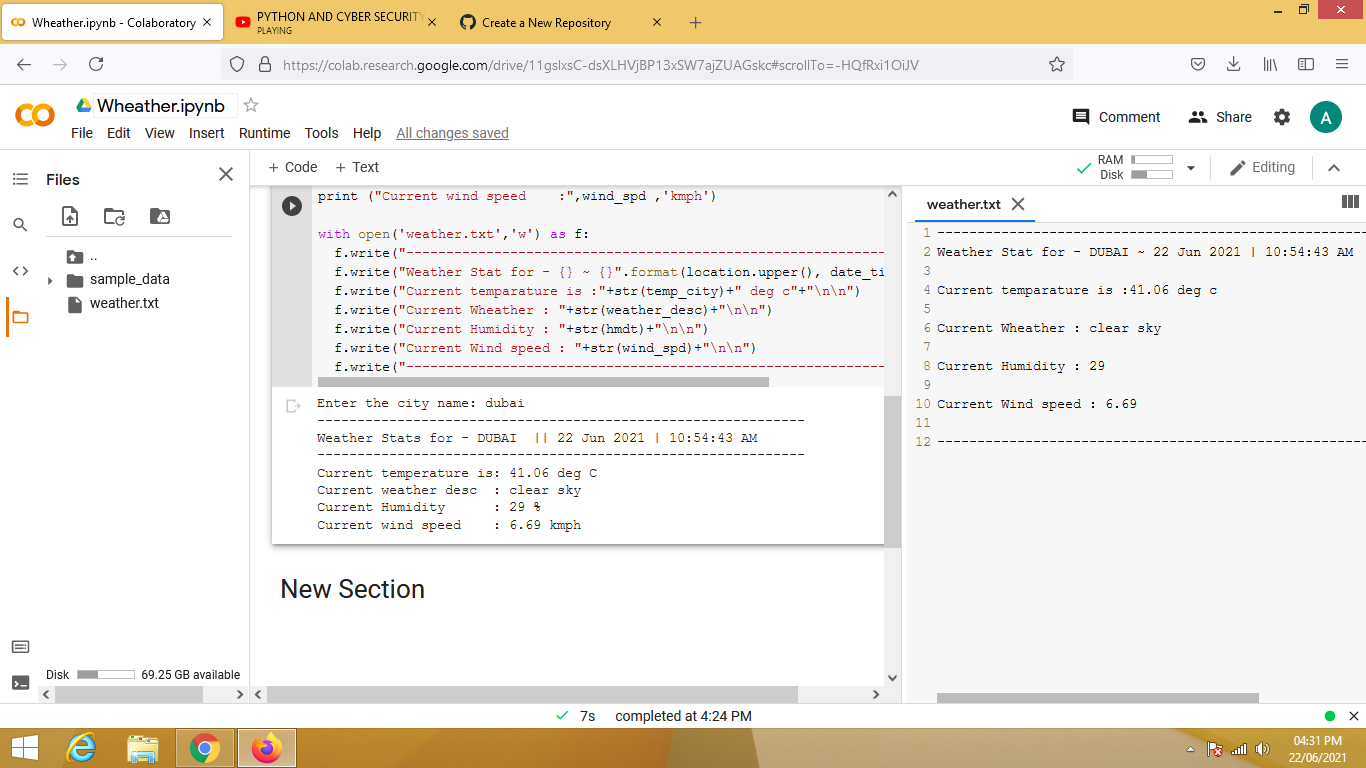 Wheather.ipynb - Colaboratory
PYTHON AND CYBER SECURITY
PLAYING
Create a New Repository
https://colab.research.google.com/drive/11gslxsC-dsXLHVjBP13xSW7ajZUAGskc#scrollTo=-HQfRxi1OiJV
CO
Wheather.ipynb
File Edit View Insert Runtime Tools Help All changes saved
Comment
Share
A
Files
+ Code + Text
RAM
Disk
Editing
..
sample_data
weather.txt
print ("Current wind speed    :",wind_spd ,'kmph')
with open('weather.txt','w') as f:
f.write("------------------------------------------------------------
f.write("Weather Stat for - {} ~ {}".format(location.upper(), date_ti
f.write("Current temparature is :"+str(temp_city)+" deg c"+"\n\n")
f.write("Current Wheather : "+str(weather_desc)+"\n\n")
f.write("Current Humidity : "+str(hmdt)+"\n\n")
f.write("Current Wind speed : "+str(wind_spd)+"\n\n")
f.write("------------------------------------------------------------
Enter the city name: dubai
-------------------------------------------------------------
Weather Stats for - DUBAI  || 22 Jun 2021 | 10:54:43 AM
-------------------------------------------------------------
Current temperature is: 41.06 deg C
Current weather desc  : clear sky
Current Humidity      : 29 %
Current wind speed    : 6.69 kmph
New Section
weather.txt
1 ------------------------------------------------------
2 Weather Stat for - DUBAI ~ 22 Jun 2021 | 10:54:43 AM
3
4 Current temparature is :41.06 deg c
5
6 Current Wheather : clear sky
7
8 Current Humidity : 29
9
10 Current Wind speed : 6.69
11
12 ------------------------------------------------------
Disk 69.25 GB available
7s completed at 4:24 PM
04:31 PM
22/06/2021